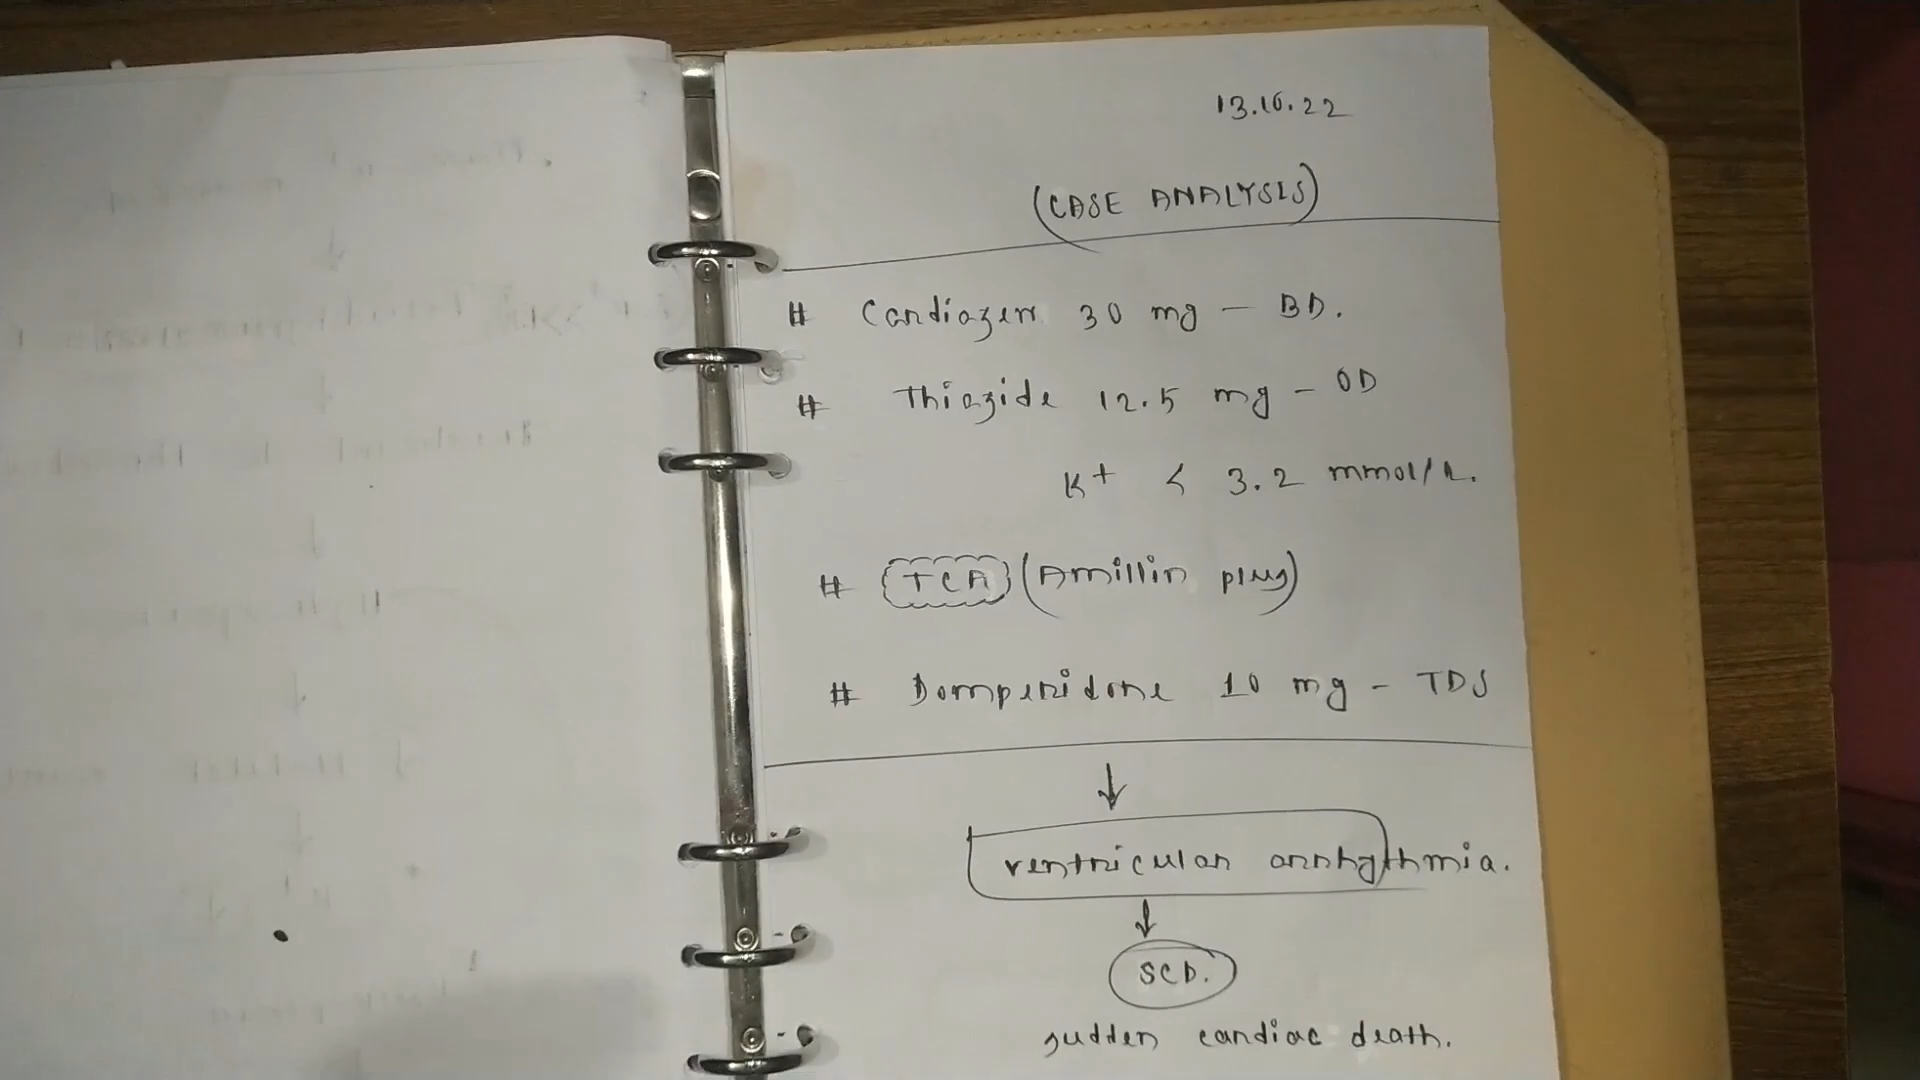 13.10.22
(CASE ANALYSIS)
# Cardiazem 30 mg - BD.
# Thiazide 12.5 mg - OD
K+ < 3.2 mmol/L.
# TCA (Amillin plus)
# Domperidone 10 mg - TDS
↓
ventricular arrhythmia.
↓
SCD.
sudden cardiac death.